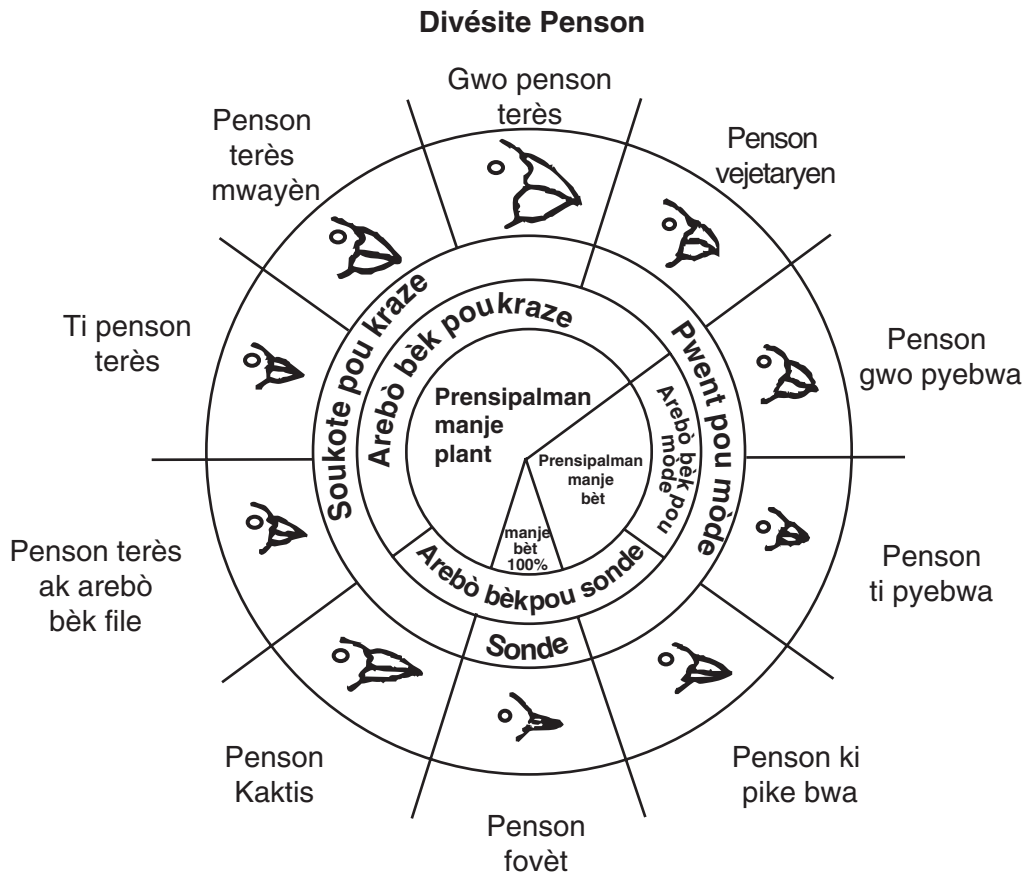 Divésite Penson
Gwo penson
terès
Penson
vejetaryen
Penson
gwo pyebwa
Penson
ti pyebwa
Penson ki
pike bwa
Penson
fovèt
Penson
Kaktis
Penson terès
ak arebò
bèk file
Ti penson
terès
Penson
terès
mwayèn
Soukote pou kraze
Pwent pou mòde
Sonde
Arebò bèk poukraze
Arebò bèk pou
mòde
Arebò bèkpou sonde
Prensipalman
manje
plant
Prensipalman
manje
bèt
manje
bèt
100%